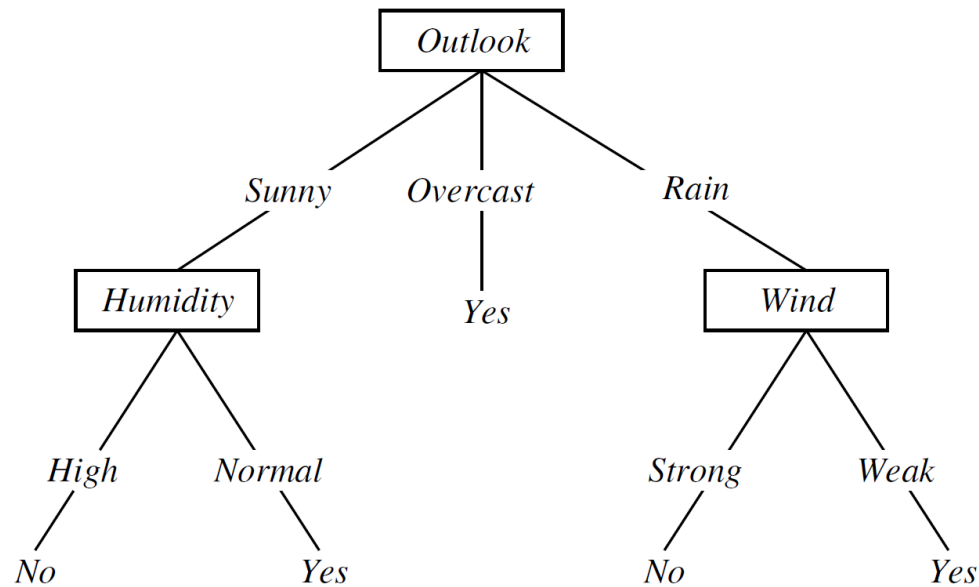 Outlook
Sunny Overcast Rain
Humidity Yes Wind
High Normal Strong Weak
No Yes No Yes